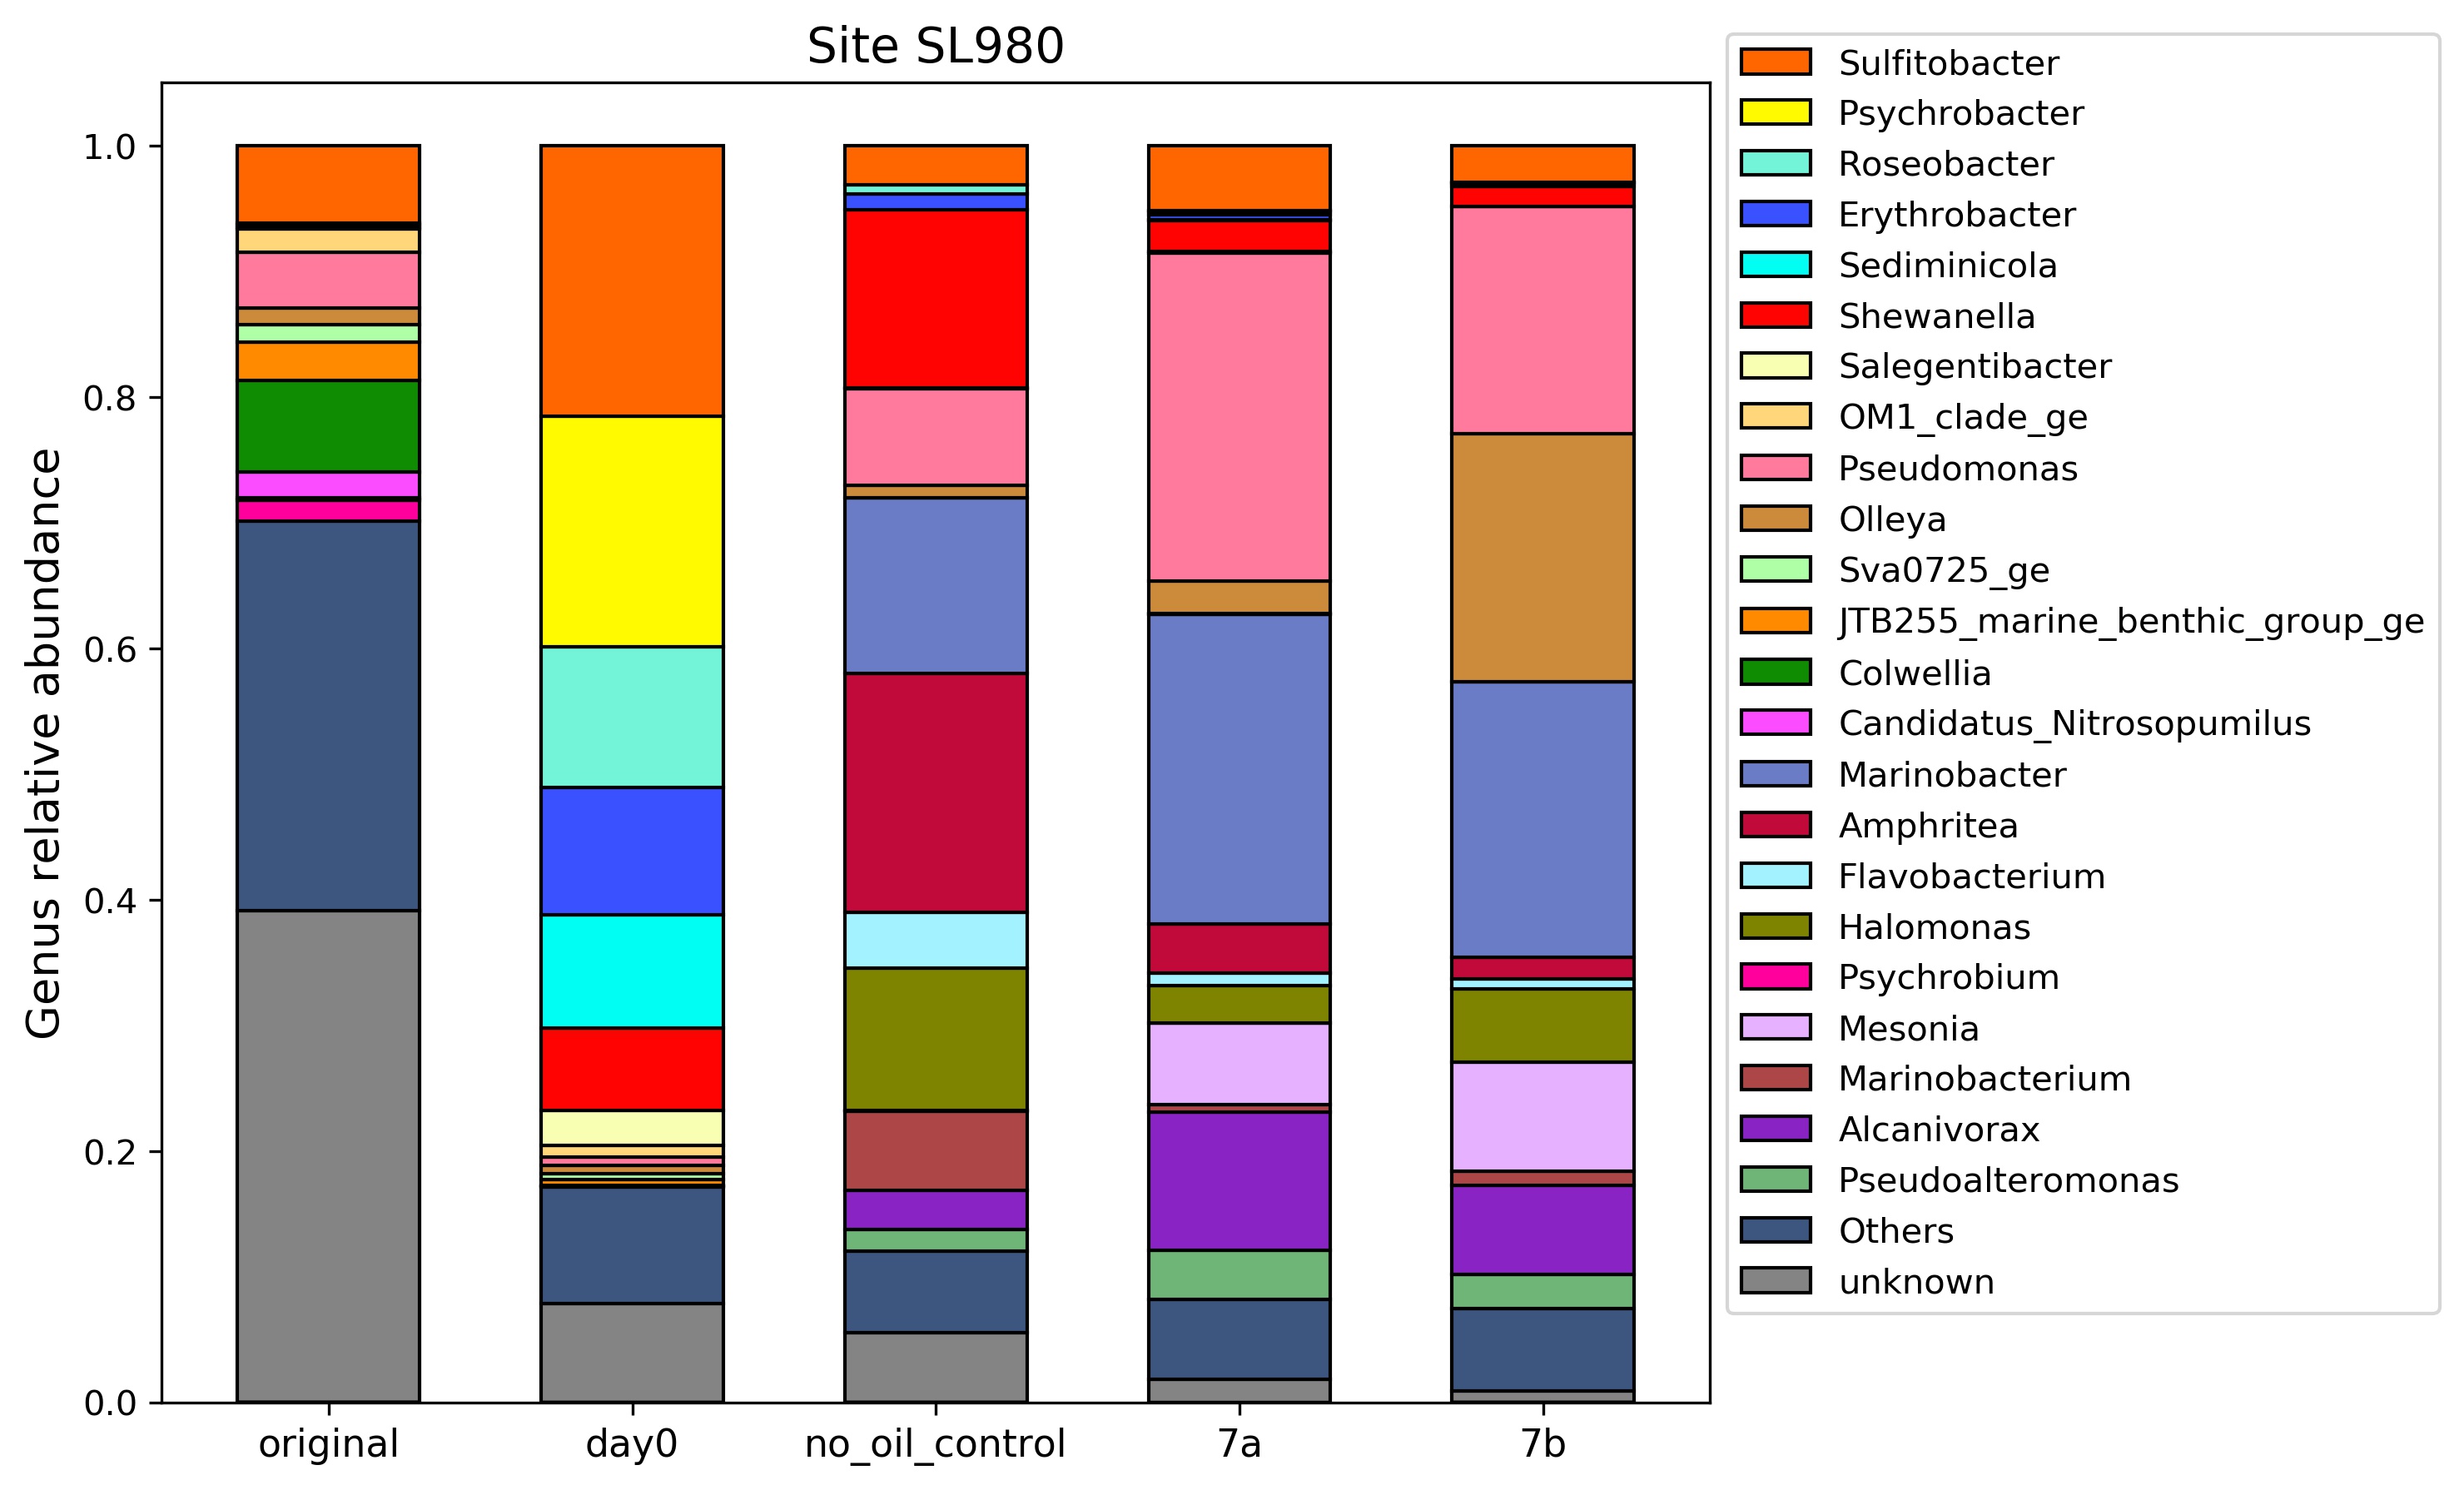 Site SL980
Genus relative abundance
1.0
0.8
0.6
0.4
0.2
0.0
original
day0
no_oil_control
7a
7b
Sulfitobacter
Psychrobacter
Roseobacter
Erythrobacter
Sediminicola
Shewanella
Salegentibacter
OM1_clade_ge
Pseudomonas
Olleya
Sva0725_ge
JTB255_marine_benthic_group_ge
Colwellia
Candidatus_Nitrosopumilus
Marinobacter
Amphritea
Flavobacterium
Halomonas
Psychrobium
Mesonia
Marinobacterium
Alcanivorax
Pseudoalteromonas
Others
unknown